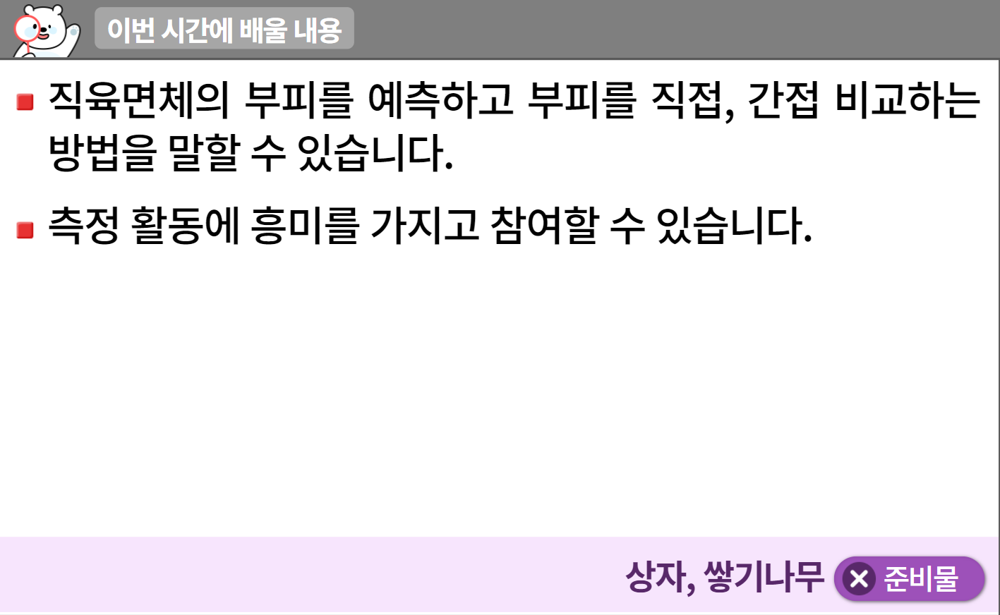 이번 시간에 배울 내용
직육면체의 부피를 예측하고 부피를 직접, 간접 비교하는
방법을 말할 수 있습니다.
측정 활동에 흥미를 가지고 참여할 수 있습니다.
상자, 쌓기나무 준비물